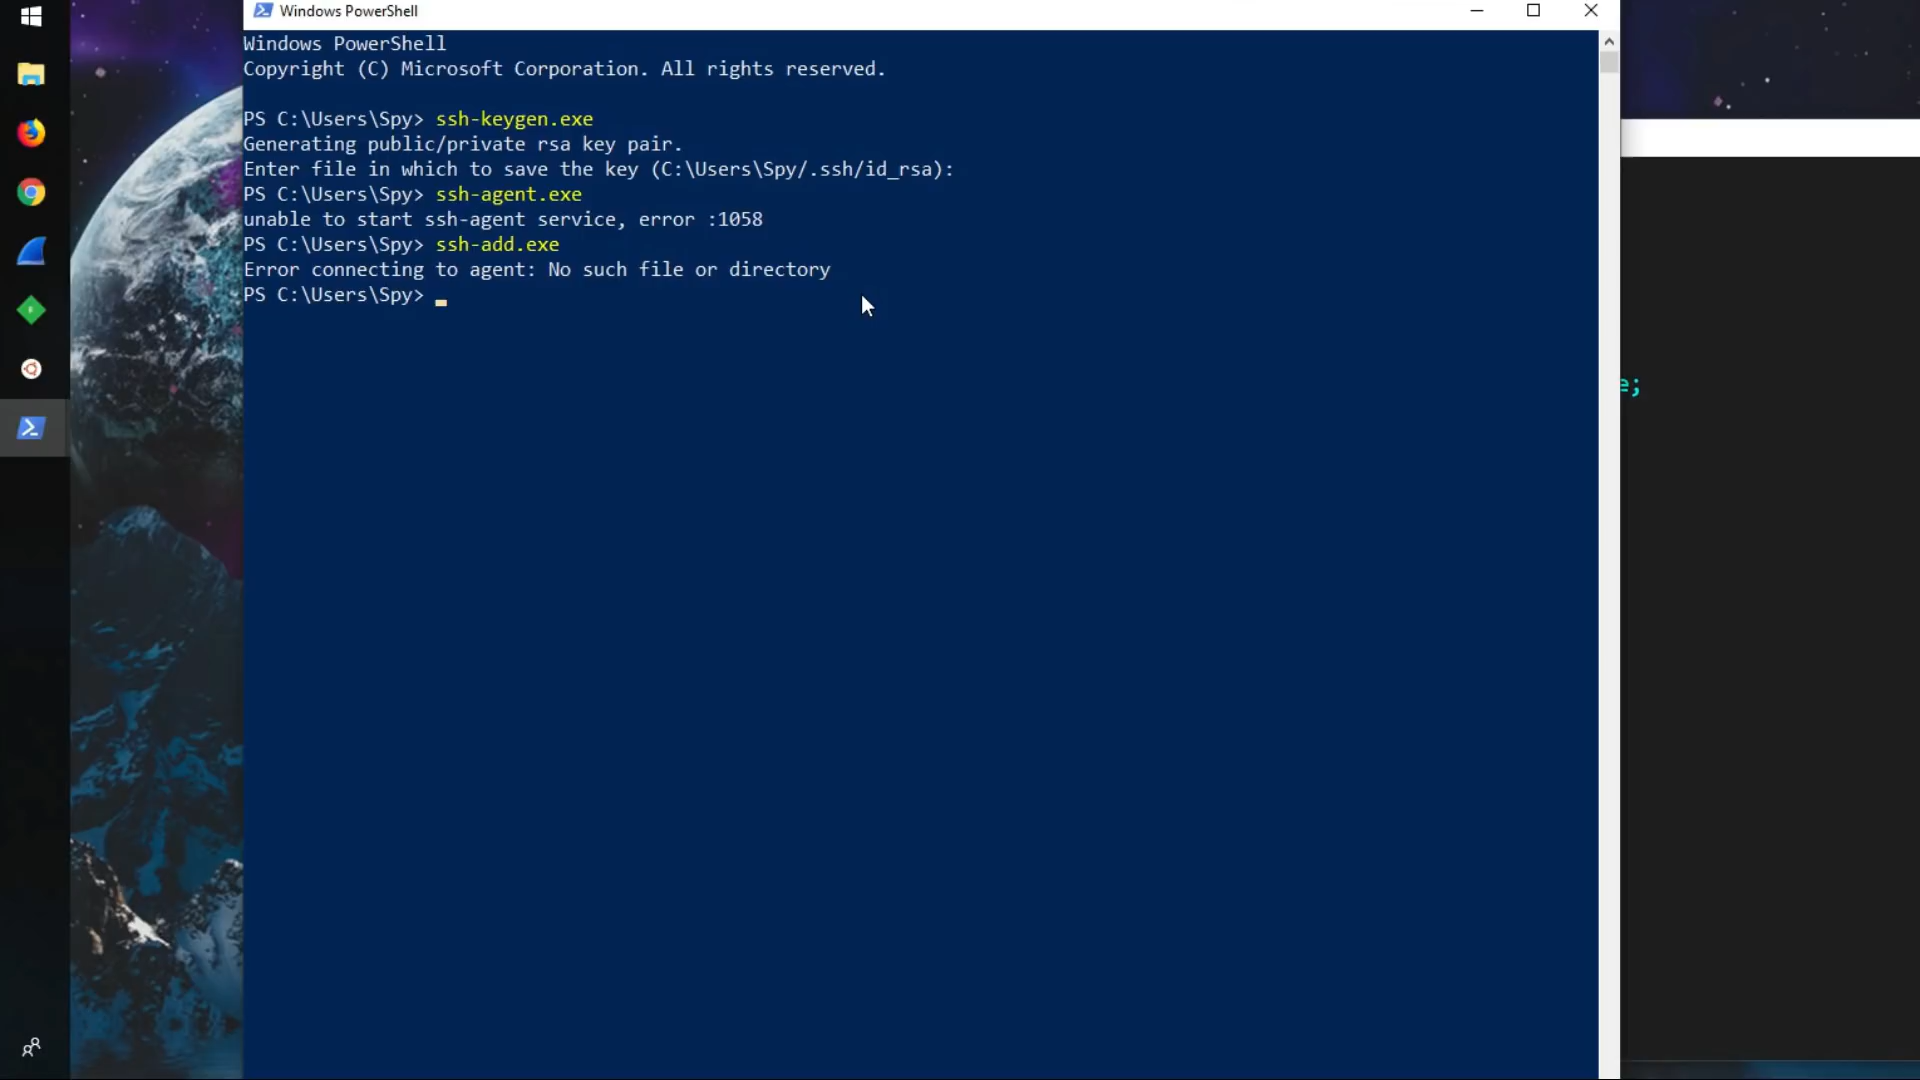 Windows PowerShell
Windows PowerShell
Copyright (C) Microsoft Corporation. All rights reserved.
PS C:\Users\Spy> ssh-keygen.exe
Generating public/private rsa key pair.
Enter file in which to save the key (C:\Users\Spy/.ssh/id_rsa):
PS C:\Users\Spy> ssh-agent.exe
unable to start ssh-agent service, error :1058
PS C:\Users\Spy> ssh-add.exe
Error connecting to agent: No such file or directory
PS C:\Users\Spy>
e;